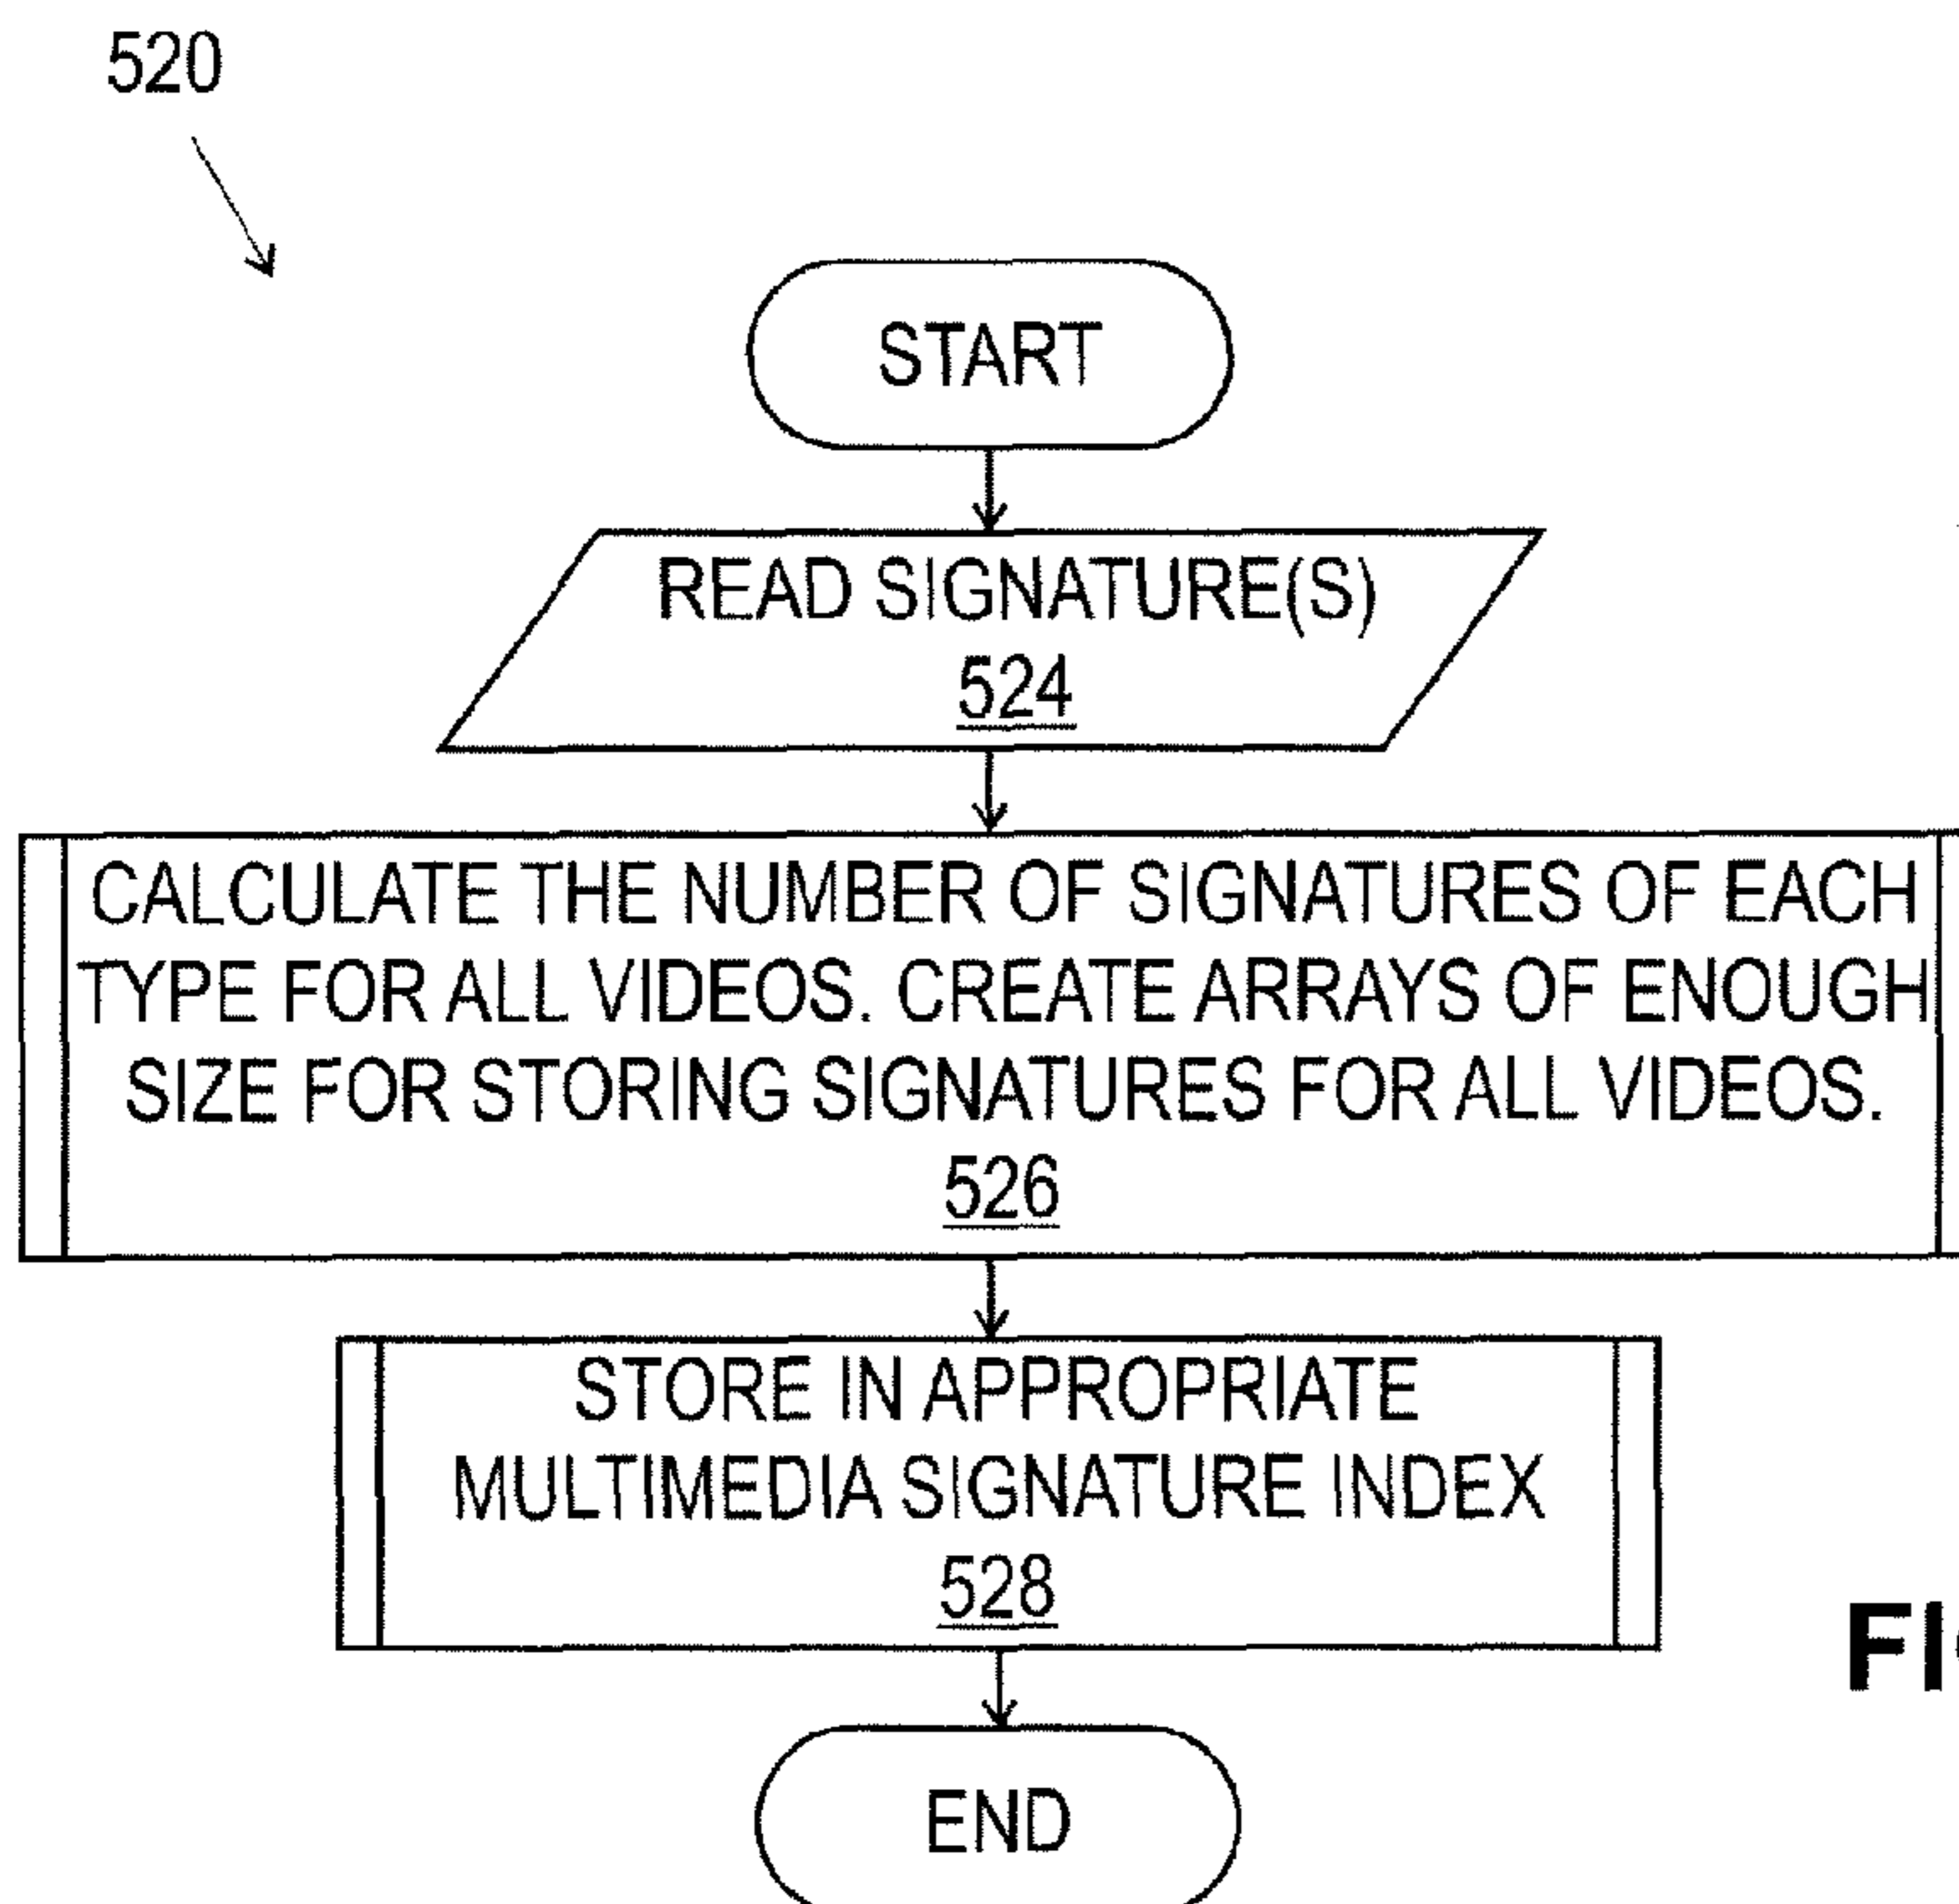 520
START
READ SIGNATURE(S)
524
CALCULATE THE NUMBER OF SIGNATURES OF EACH
TYPE FOR ALL VIDEOS. CREATE ARRAYS OF ENOUGH
SIZE FOR STORING SIGNATURES FOR ALL VIDEOS.
526
STORE IN APPROPRIATE
MULTIMEDIA SIGNATURE INDEX
528
END